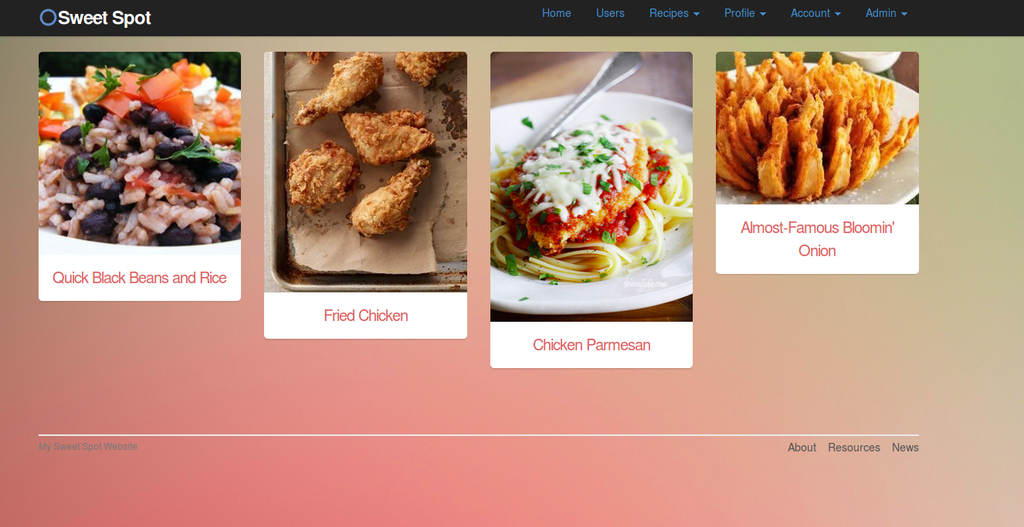 Sweet Spot
Home Users Recipes Profile Account Admin
Quick Black Beans and Rice
Fried Chicken
Chicken Parmesan
Almost-Famous Bloomin'
Onion
My Sweet Spot Website
About Resources News